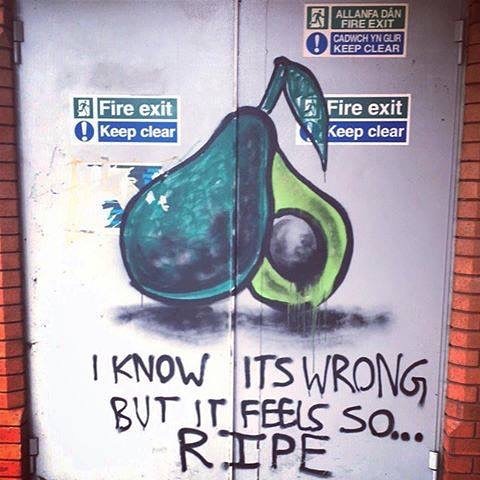 ALLANFA DÂN
FIRE EXIT
CADWCH YN GLIR
KEEP CLEAR
Fire exit
Keep clear
Fire exit
Keep clear
I KNOW ITS WRONG
BUT IT FEELS SO...
R.IPE